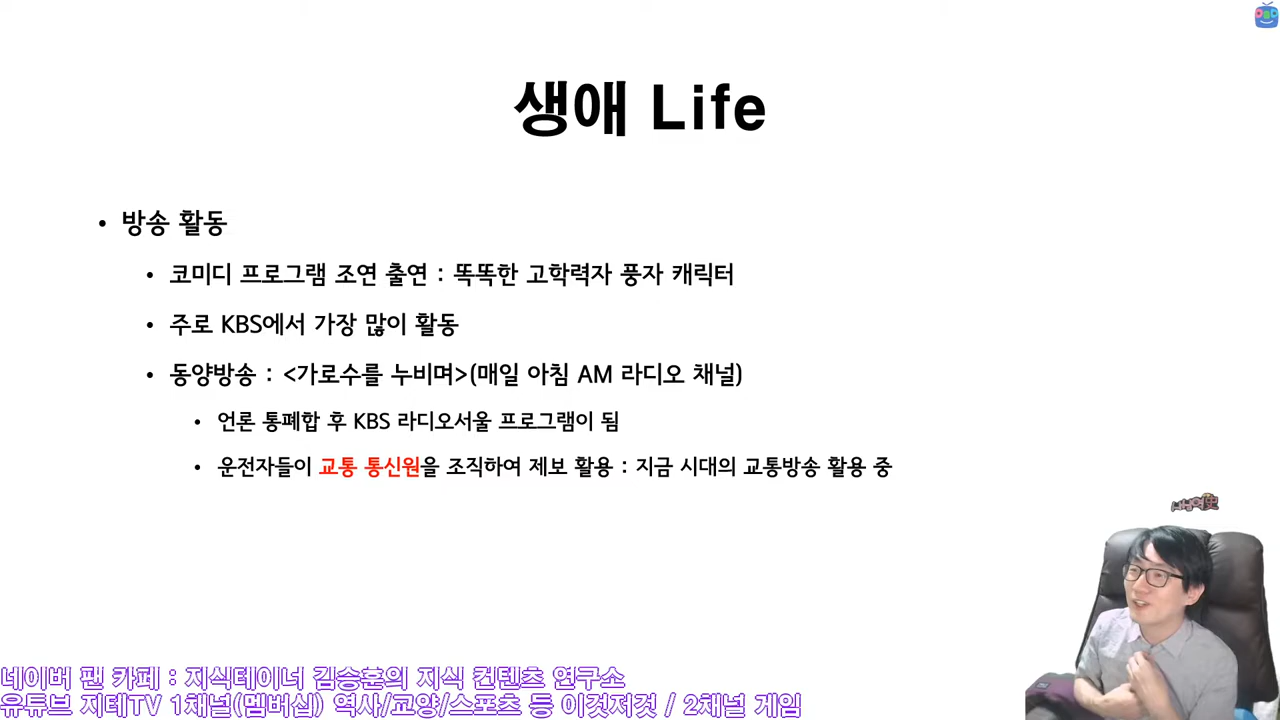 생애 Life
• 방송 활동
• 코미디 프로그램 조연 출연 : 똑똑한 고학력자 풍자 캐릭터
• 주로 KBS에서 가장 많이 활동
• 동양방송 : <가로수를 누비며>(매일 아침 AM 라디오 채널)
• 언론 통폐합 후 KBS 라디오서울 프로그램이 됨
• 운전자들이 교통 통신원을 조직하여 제보 활용 : 지금 시대의 교통방송 활용 중
네이버 팬 카페 : 지식테이너 김승훈의 지식 컨텐츠 연구소
유튜브 지테TV 1채널(멤버십) 역사/교양/스포츠 등 이것저것 / 2채널 게임